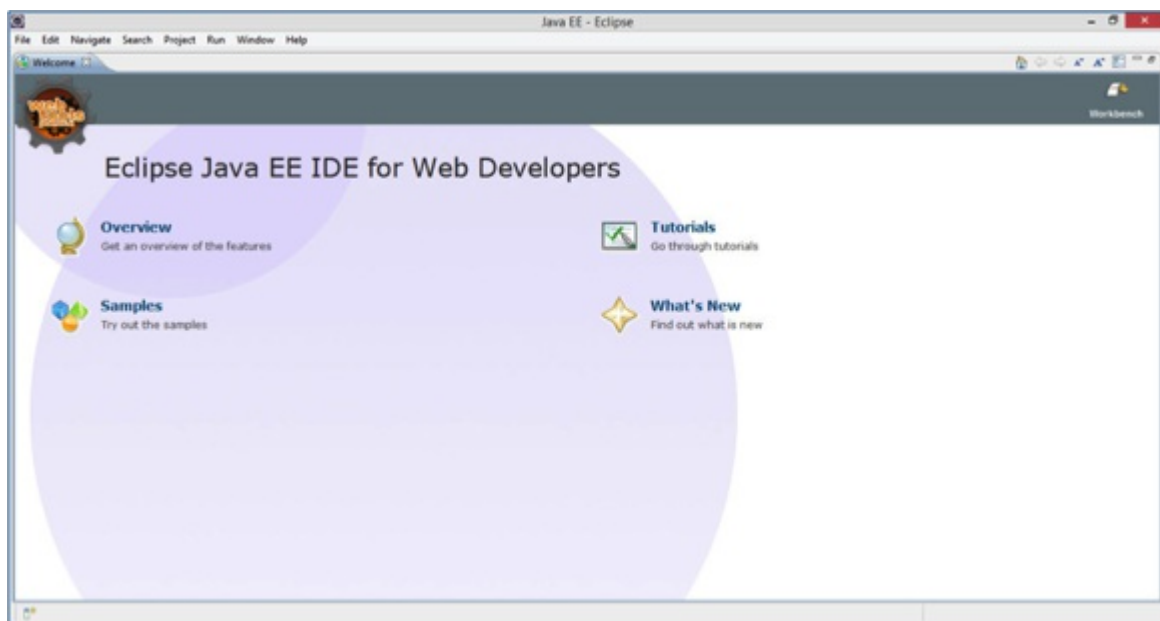 Java EE - Eclipse
File Edit Navigate Search Project Run Window Help
Welcome
web
Workbench
Eclipse Java EE IDE for Web Developers
Overview
Get an overview of the features
Tutorials
Go through tutorials
Samples
Try out the samples
What's New
Find out what is new